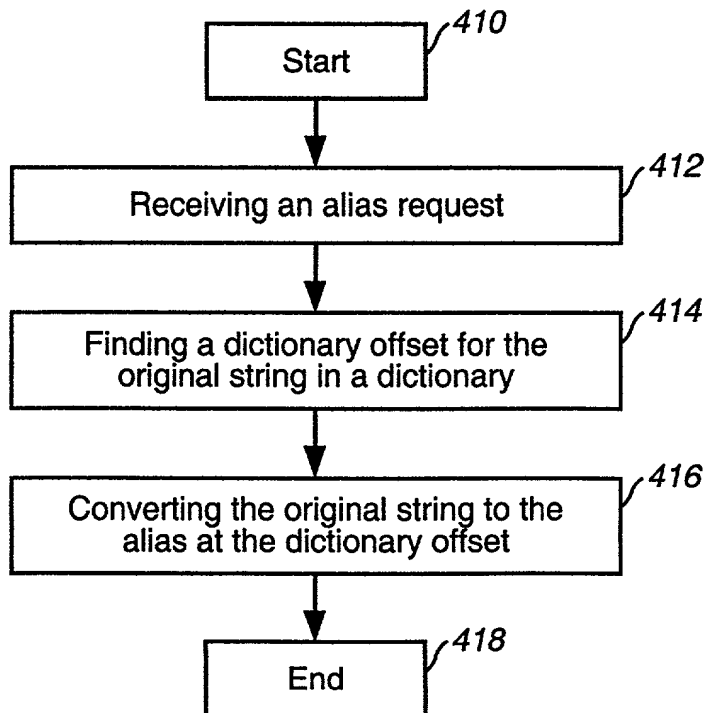 410
Start
412
Receiving an alias request
414
Finding a dictionary offset for the
original string in a dictionary
416
Converting the original string to the
alias at the dictionary offset
418
End